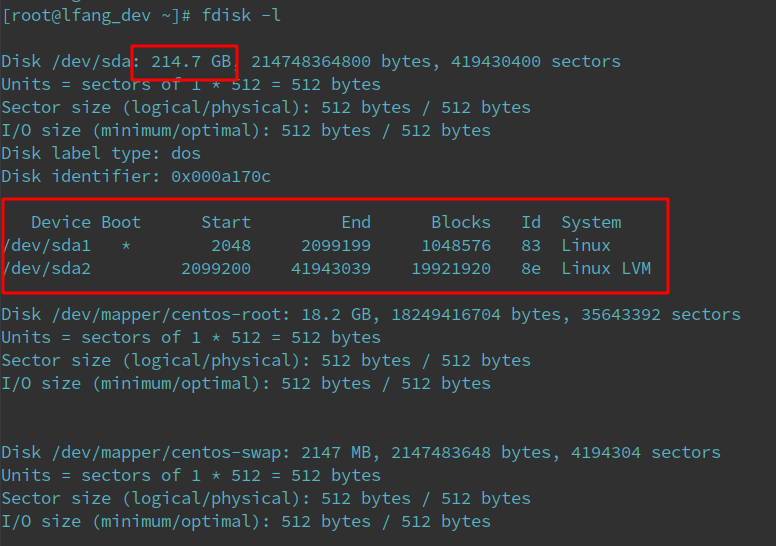 [root@lfang_dev ~]# fdisk -l
Disk /dev/sda: 214.7 GB, 214748364800 bytes, 419430400 sectors
Units = sectors of 1 * 512 = 512 bytes
Sector size (logical/physical): 512 bytes / 512 bytes
I/O size (minimum/optimal): 512 bytes / 512 bytes
Disk label type: dos
Disk identifier: 0x000a170c
Device Boot Start End Blocks Id System
/dev/sda1 * 2048 2099199 1048576 83 Linux
/dev/sda2 2099200 41943039 19921920 8e Linux LVM
Disk /dev/mapper/centos-root: 18.2 GB, 18249416704 bytes, 35643392 sectors
Units = sectors of 1 * 512 = 512 bytes
Sector size (logical/physical): 512 bytes / 512 bytes
I/O size (minimum/optimal): 512 bytes / 512 bytes
Disk /dev/mapper/centos-swap: 2147 MB, 2147483648 bytes, 4194304 sectors
Units = sectors of 1 * 512 = 512 bytes
Sector size (logical/physical): 512 bytes / 512 bytes
I/O size (minimum/optimal): 512 bytes / 512 bytes